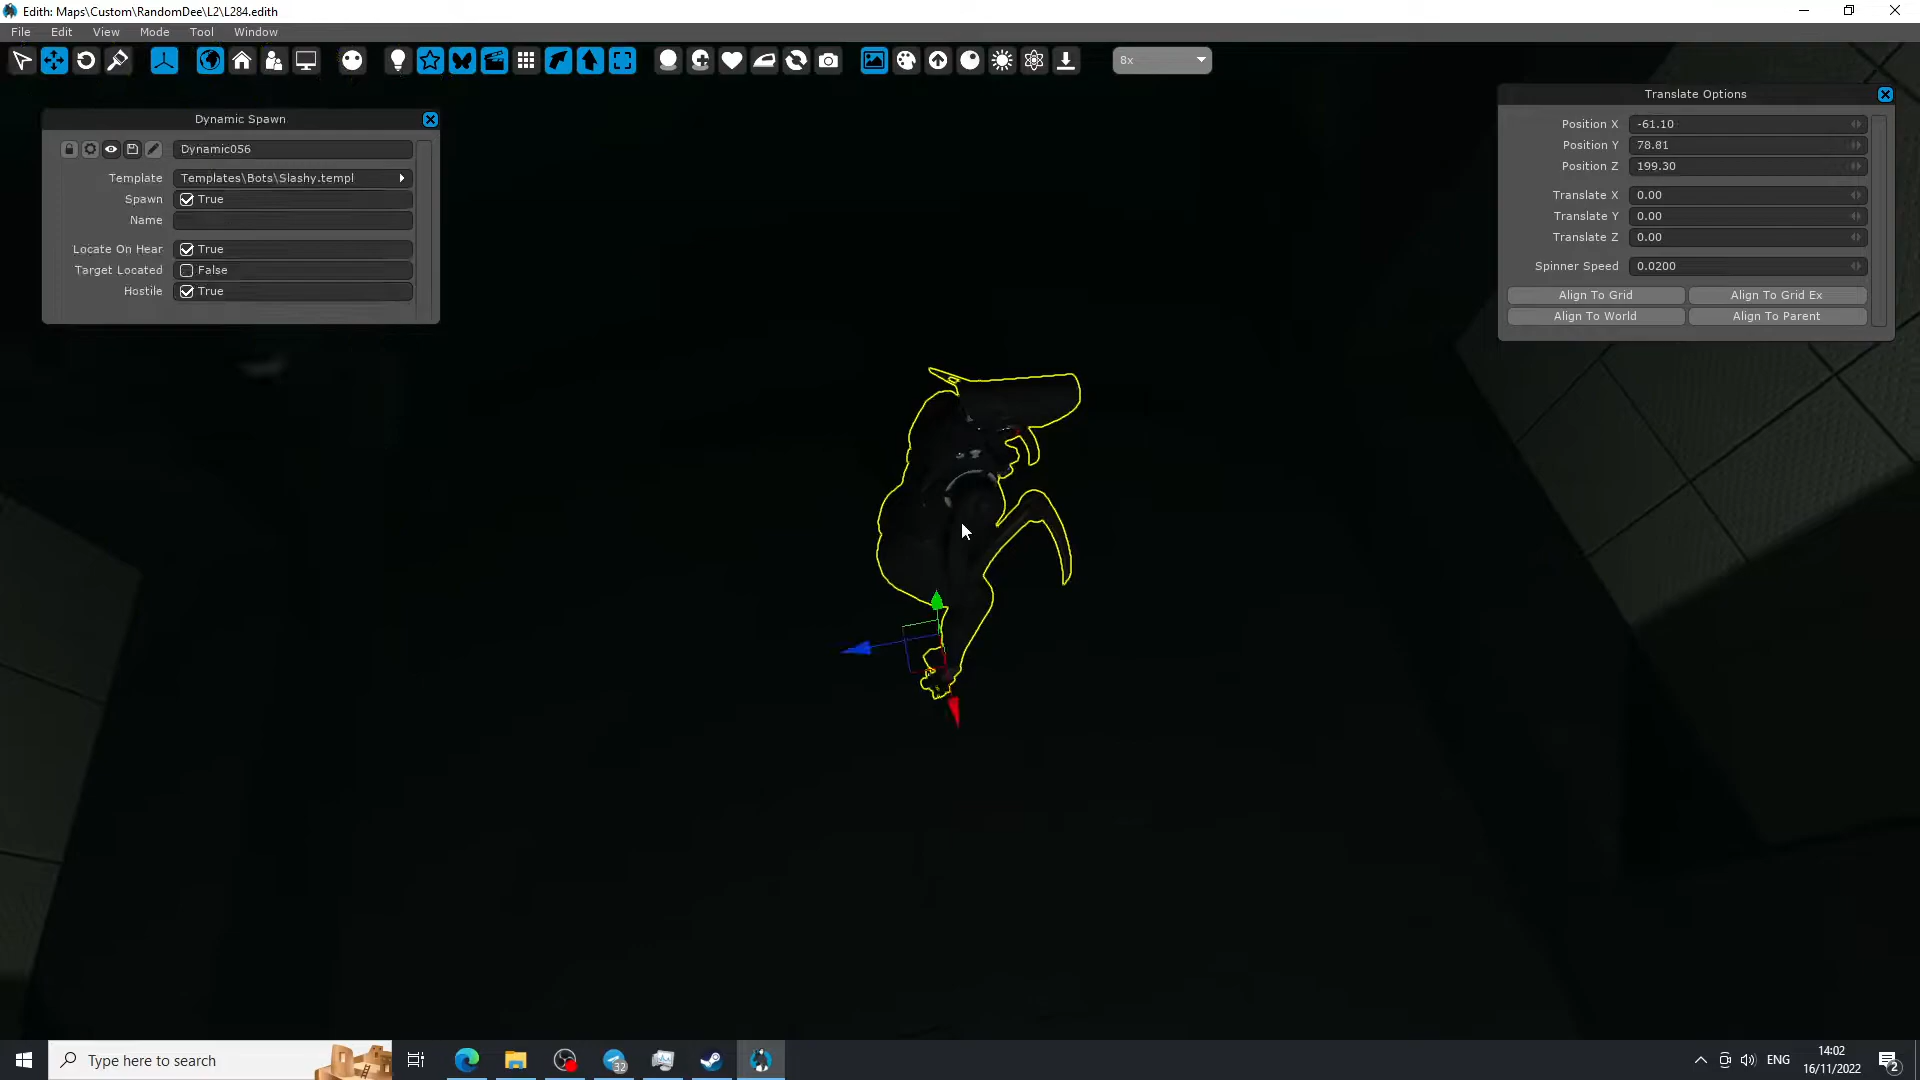 Edith: Maps\Custom\RandomDee\L2\L284.edith
File Edit View Mode Tool Window
8x
Dynamic Spawn
Dynamic056
Template Templates\Bots\Slashy.templ
Spawn True
Name
Locate On Hear True
Target Located False
Hostile True
Translate Options
Position X -61.10
Position Y 78.81
Position Z 199.30
Translate X 0.00
Translate Y 0.00
Translate Z 0.00
Spinner Speed 0.0200
Align To Grid Align To Grid Ex
Align To World Align To Parent
Type here to search
32
ENG
14:02
16/11/2022
2